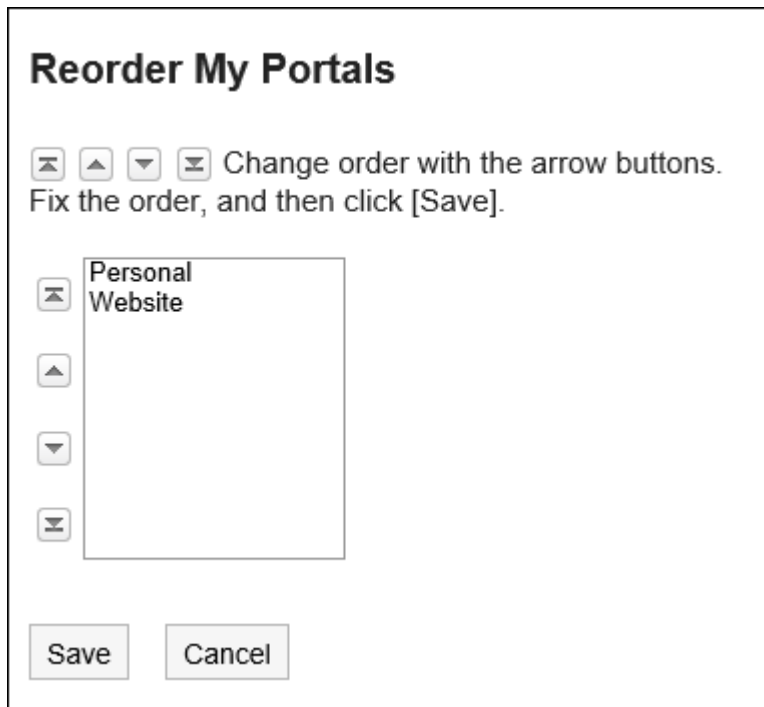 Reorder My Portals
Change order with the arrow buttons.
Fix the order, and then click [Save].
Personal
Website
Save
Cancel